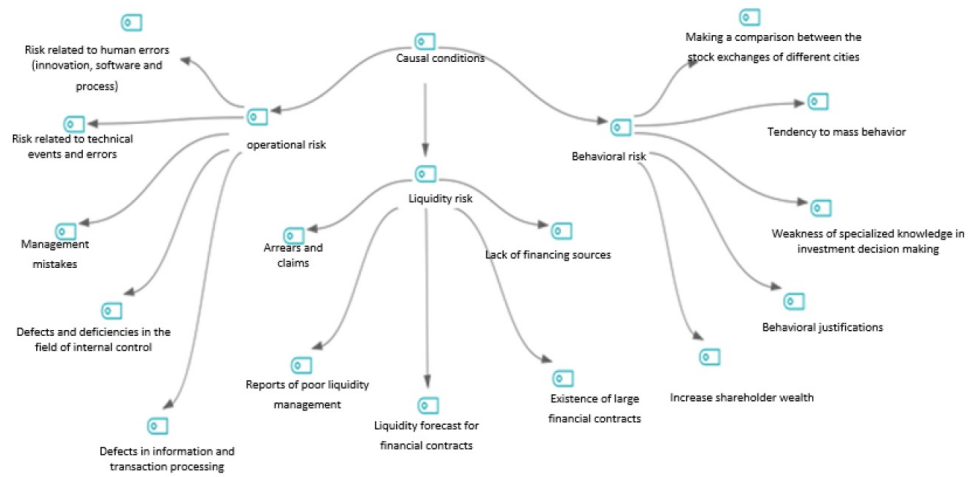 Causal conditions
Risk related to human errors
(innovation, software and
process)
Risk related to technical
events and errors
operational risk
Management
mistakes
Defects and deficiencies in the
field of internal control
Defects in information and
transaction processing
Liquidity risk
Arrears and
claims
Lack of financing sources
Reports of poor liquidity
management
Liquidity forecast for
financial contracts
Existence of large
financial contracts
Making a comparison between the
stock exchanges of different cities
Tendency to mass behavior
Behavioral risk
Weakness of specialized knowledge in
investment decision making
Behavioral justifications
Increase shareholder wealth